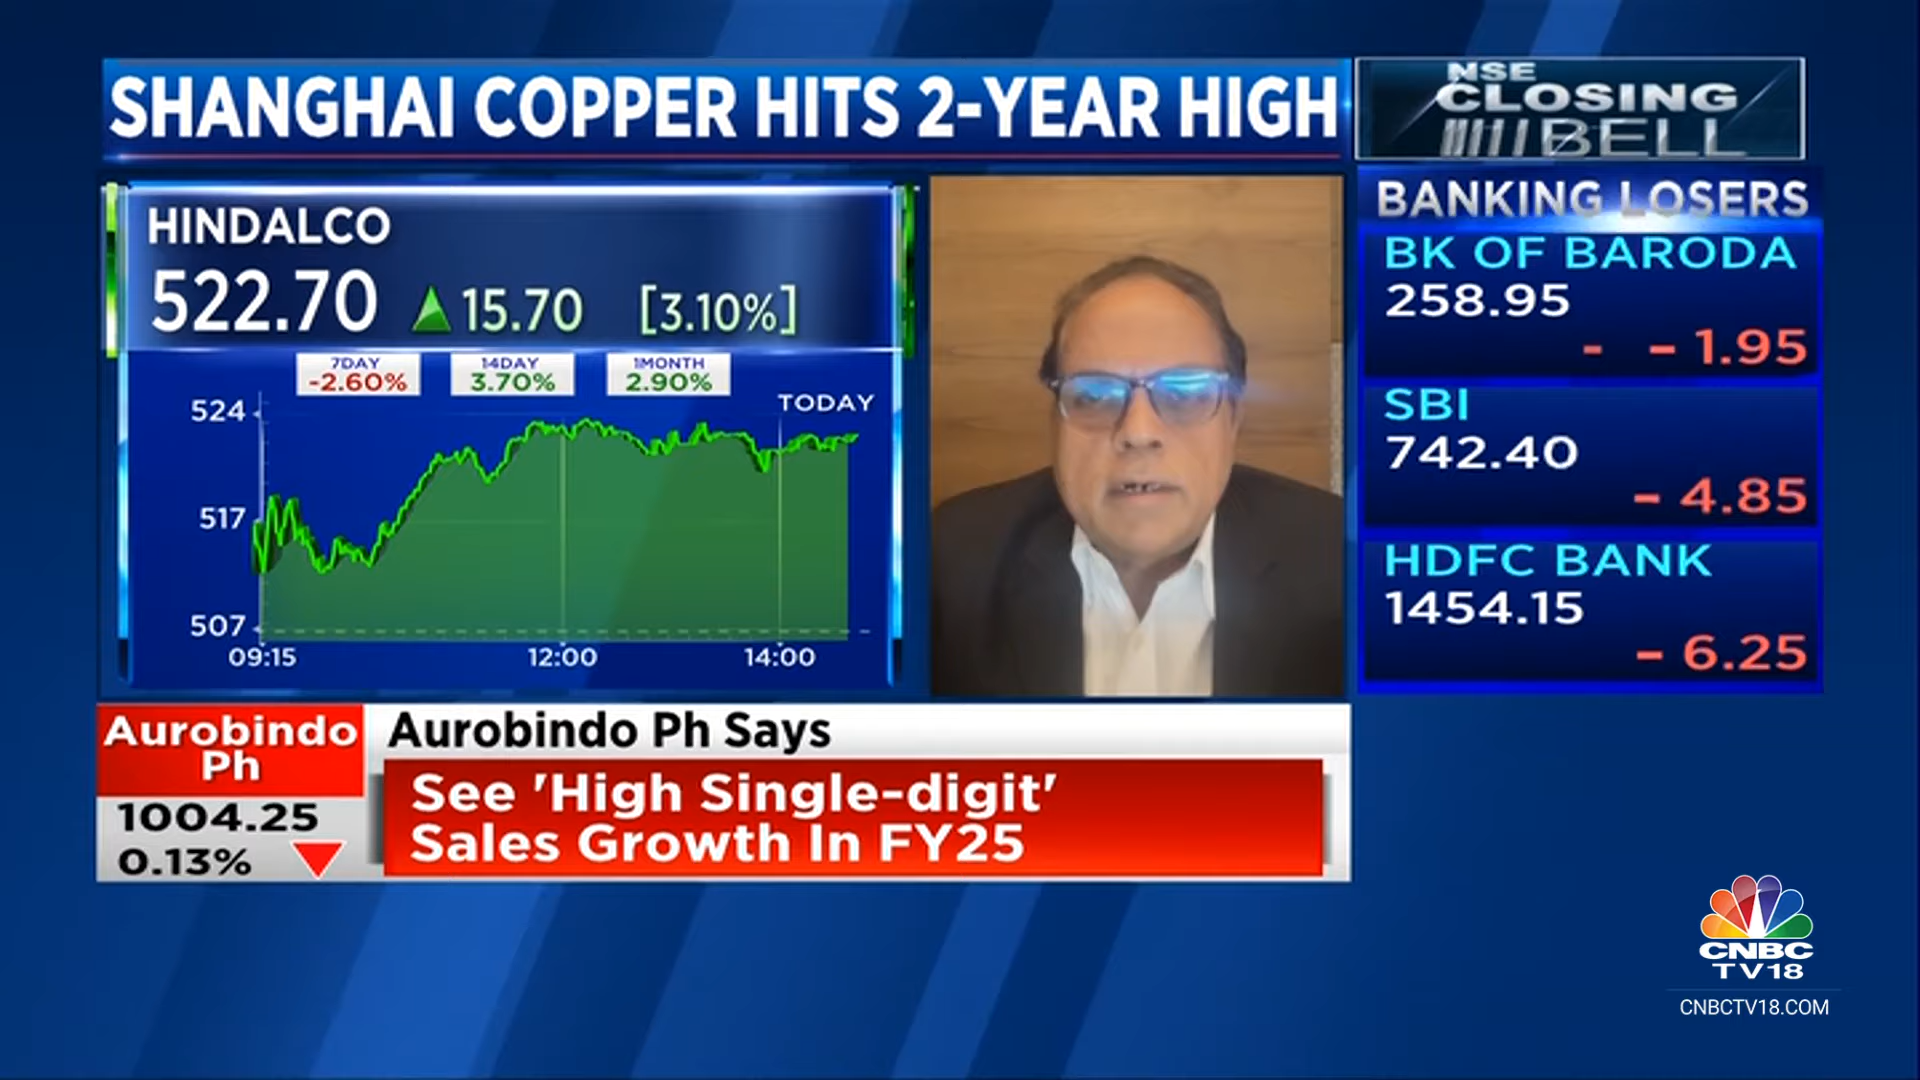 SHANGHAI COPPER HITS 2-YEAR HIGH
NSE
CLOSING
BELL
HINDALCO
522.70 ▲ 15.70 [3.10%]
7DAY
-2.60%
14DAY
3.70%
1MONTH
2.90%
TODAY
524
517
507
09:15 12:00 14:00
BANKING LOSERS
BK OF BARODA
258.95
- - 1.95
SBI
742.40
- 4.85
HDFC BANK
1454.15
- 6.25
Aurobindo
Ph
1004.25
0.13% ▼
Aurobindo Ph Says
See 'High Single-digit'
Sales Growth In FY25
CNBC
TV18
CNBCTV18.COM